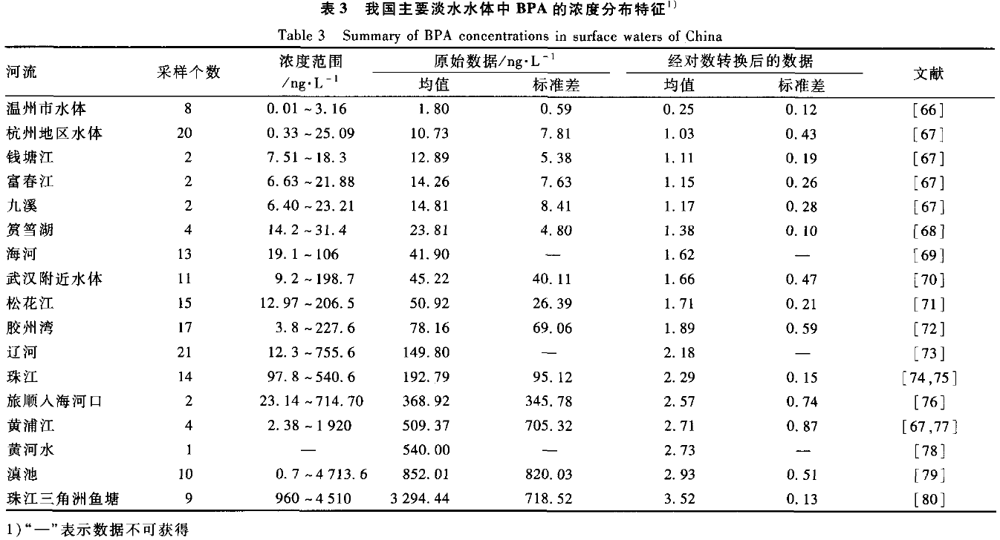 表3 我国主要淡水水体中 BPA 的浓度分布特征1)
Table 3 Summary of BPA concentrations in surface waters of China
河流 采样个数 浓度范围/ng·L-1 原始数据/ng·L-1 经对数转换后的数据 文献
均值 标准差 均值 标准差
温州市水体 8 0.01~3.16 1.80 0.59 0.25 0.12 [66]
杭州地区水体 20 0.33~25.09 10.73 7.81 1.03 0.43 [67]
钱塘江 2 7.51~18.3 12.89 5.38 1.11 0.19 [67]
富春江 2 6.63~21.88 14.26 7.63 1.15 0.26 [67]
九溪 2 6.40~23.21 14.81 8.41 1.17 0.28 [67]
筼筜湖 4 14.2~31.4 23.81 4.80 1.38 0.10 [68]
海河 13 19.1~106 41.90 — 1.62 — [69]
武汉附近水体 11 9.2~198.7 45.22 40.11 1.66 0.47 [70]
松花江 15 12.97~206.5 50.92 26.39 1.71 0.21 [71]
胶州湾 17 3.8~227.6 78.16 69.06 1.89 0.59 [72]
辽河 21 12.3~755.6 149.80 — 2.18 — [73]
珠江 14 97.8~540.6 192.79 95.12 2.29 0.15 [74,75]
旅顺入海河口 2 23.14~714.70 368.92 345.78 2.57 0.74 [76]
黄浦江 4 2.38~1 920 509.37 705.32 2.71 0.87 [67,77]
黄河水 1 — 540.00 — 2.73 — [78]
滇池 10 0.7~4 713.6 852.01 820.03 2.93 0.51 [79]
珠江三角洲鱼塘 9 960~4 510 3 294.44 718.52 3.52 0.13 [80]
1)“—”表示数据不可获得